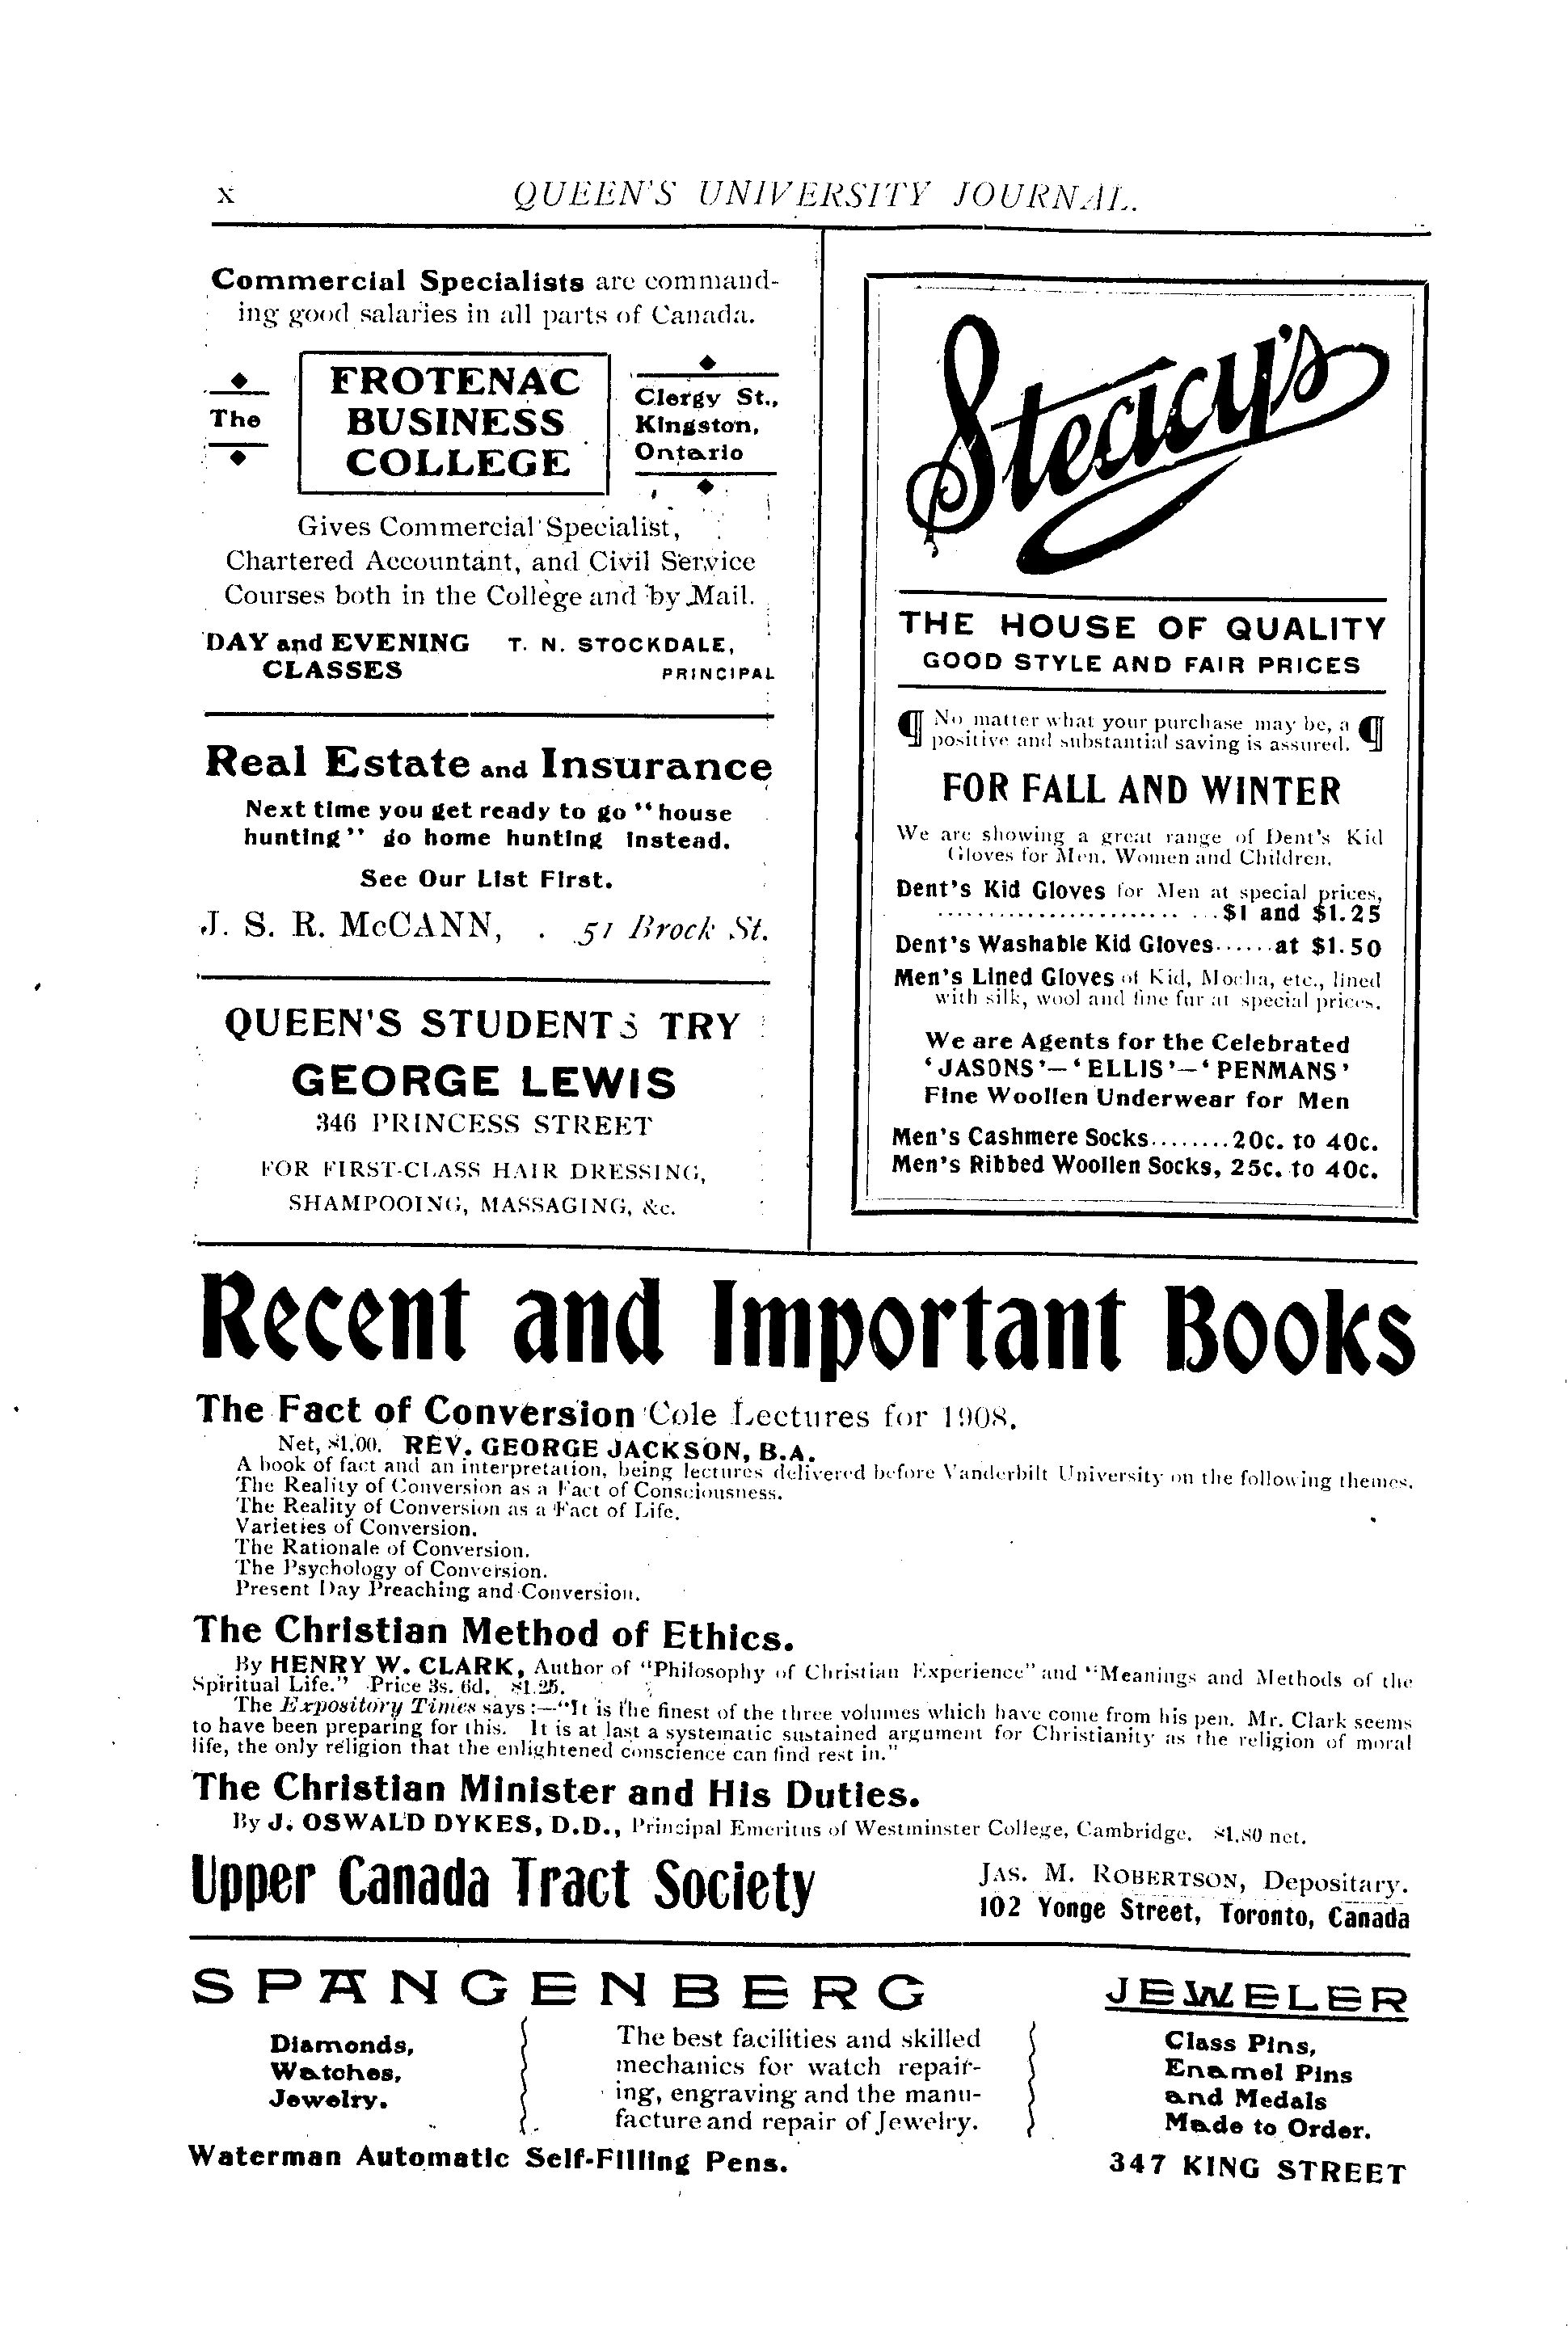 x
QUEEN'S UNIVERSITY JOURNAL.
Commercial Specialists are command-
ing good salaries in all parts of Canada.
The
FROTENAC
BUSINESS
COLLEGE
Clergy St.,
Kingston,
Ontario
Gives Commercial Specialist,
Chartered Accountant, and Civil Service
Courses both in the College and by Mail.
DAY and EVENING
CLASSES
T. N. STOCKDALE,
PRINCIPAL
Real Estate and Insurance
Next time you get ready to go "house
hunting" go home hunting instead.
See Our List First.
J. S. R. McCANN, . 51 Brock St.
QUEEN'S STUDENTS TRY
GEORGE LEWIS
346 PRINCESS STREET
FOR FIRST-CLASS HAIR DRESSING,
SHAMPOOING, MASSAGING, &c.
Steacy's
THE HOUSE OF QUALITY
GOOD STYLE AND FAIR PRICES
¶ No matter what your purchase may be, a ¶
positive and substantial saving is assured.
FOR FALL AND WINTER
We are showing a great range of Dent's Kid
Gloves for Men, Women and Children.
Dent's Kid Gloves for Men at special prices,
..........................$1 and $1.25
Dent's Washable Kid Gloves......at $1.50
Men's Lined Gloves of Kid, Mocha, etc., lined
with silk, wool and fine fur at special prices.
We are Agents for the Celebrated
'JASONS'—'ELLIS'—'PENMANS'
Fine Woollen Underwear for Men
Men's Cashmere Socks........20c. to 40c.
Men's Ribbed Woollen Socks, 25c. to 40c.
Recent and Important Books
The Fact of Conversion Cole Lectures for 1908.
Net, $1.00. REV. GEORGE JACKSON, B.A.
A book of fact and an interpretation, being lectures delivered before Vanderbilt University on the following themes.
The Reality of Conversion as a Fact of Consciousness.
The Reality of Conversion as a Fact of Life.
Varieties of Conversion.
The Rationale of Conversion.
The Psychology of Conversion.
Present Day Preaching and Conversion.
The Christian Method of Ethics.
By HENRY W. CLARK, Author of "Philosophy of Christian Experience" and "Meanings and Methods of the
Spiritual Life." Price 3s. 6d. $1.25.
The Expository Times says:—"It is the finest of the three volumes which have come from his pen. Mr. Clark seems
to have been preparing for this. It is at last a systematic sustained argument for Christianity as the religion of moral
life, the only religion that the enlightened conscience can find rest in."
The Christian Minister and His Duties.
By J. OSWALD DYKES, D.D., Principal Emeritus of Westminster College, Cambridge. $1.80 net.
Upper Canada Tract Society
JAS. M. ROBERTSON, Depositary.
102 Yonge Street, Toronto, Canada
SPANGENBERG
JEWELER
Diamonds,
Watches,
Jewelry.
The best facilities and skilled
mechanics for watch repair-
ing, engraving and the manu-
facture and repair of Jewelry.
Class Pins,
Enamel Pins
and Medals
Made to Order.
Waterman Automatic Self-Filling Pens.
347 KING STREET